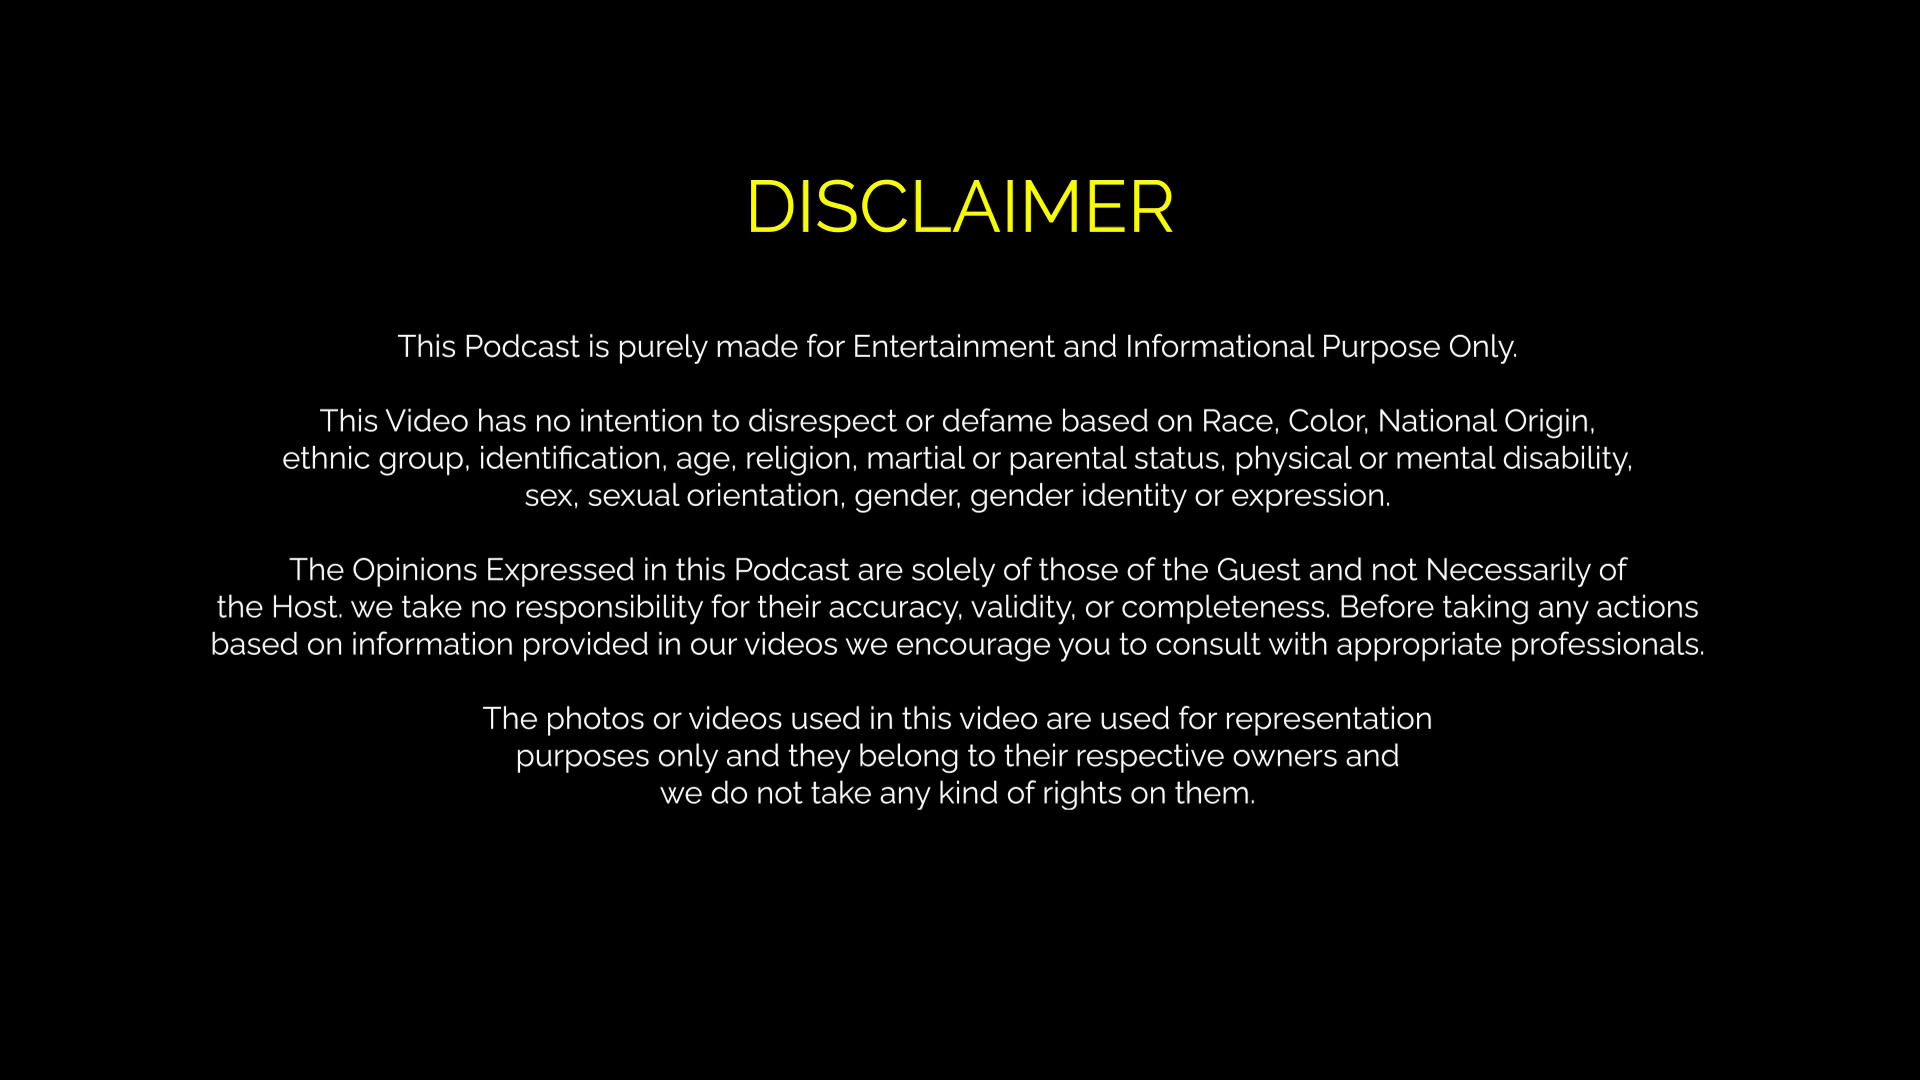 DISCLAIMER
This Podcast is purely made for Entertainment and Informational Purpose Only.
This Video has no intention to disrespect or defame based on Race, Color, National Origin,
ethnic group, identification, age, religion, martial or parental status, physical or mental disability,
sex, sexual orientation, gender, gender identity or expression.
The Opinions Expressed in this Podcast are solely of those of the Guest and not Necessarily of
the Host. we take no responsibility for their accuracy, validity, or completeness. Before taking any actions
based on information provided in our videos we encourage you to consult with appropriate professionals.
The photos or videos used in this video are used for representation
purposes only and they belong to their respective owners and
we do not take any kind of rights on them.